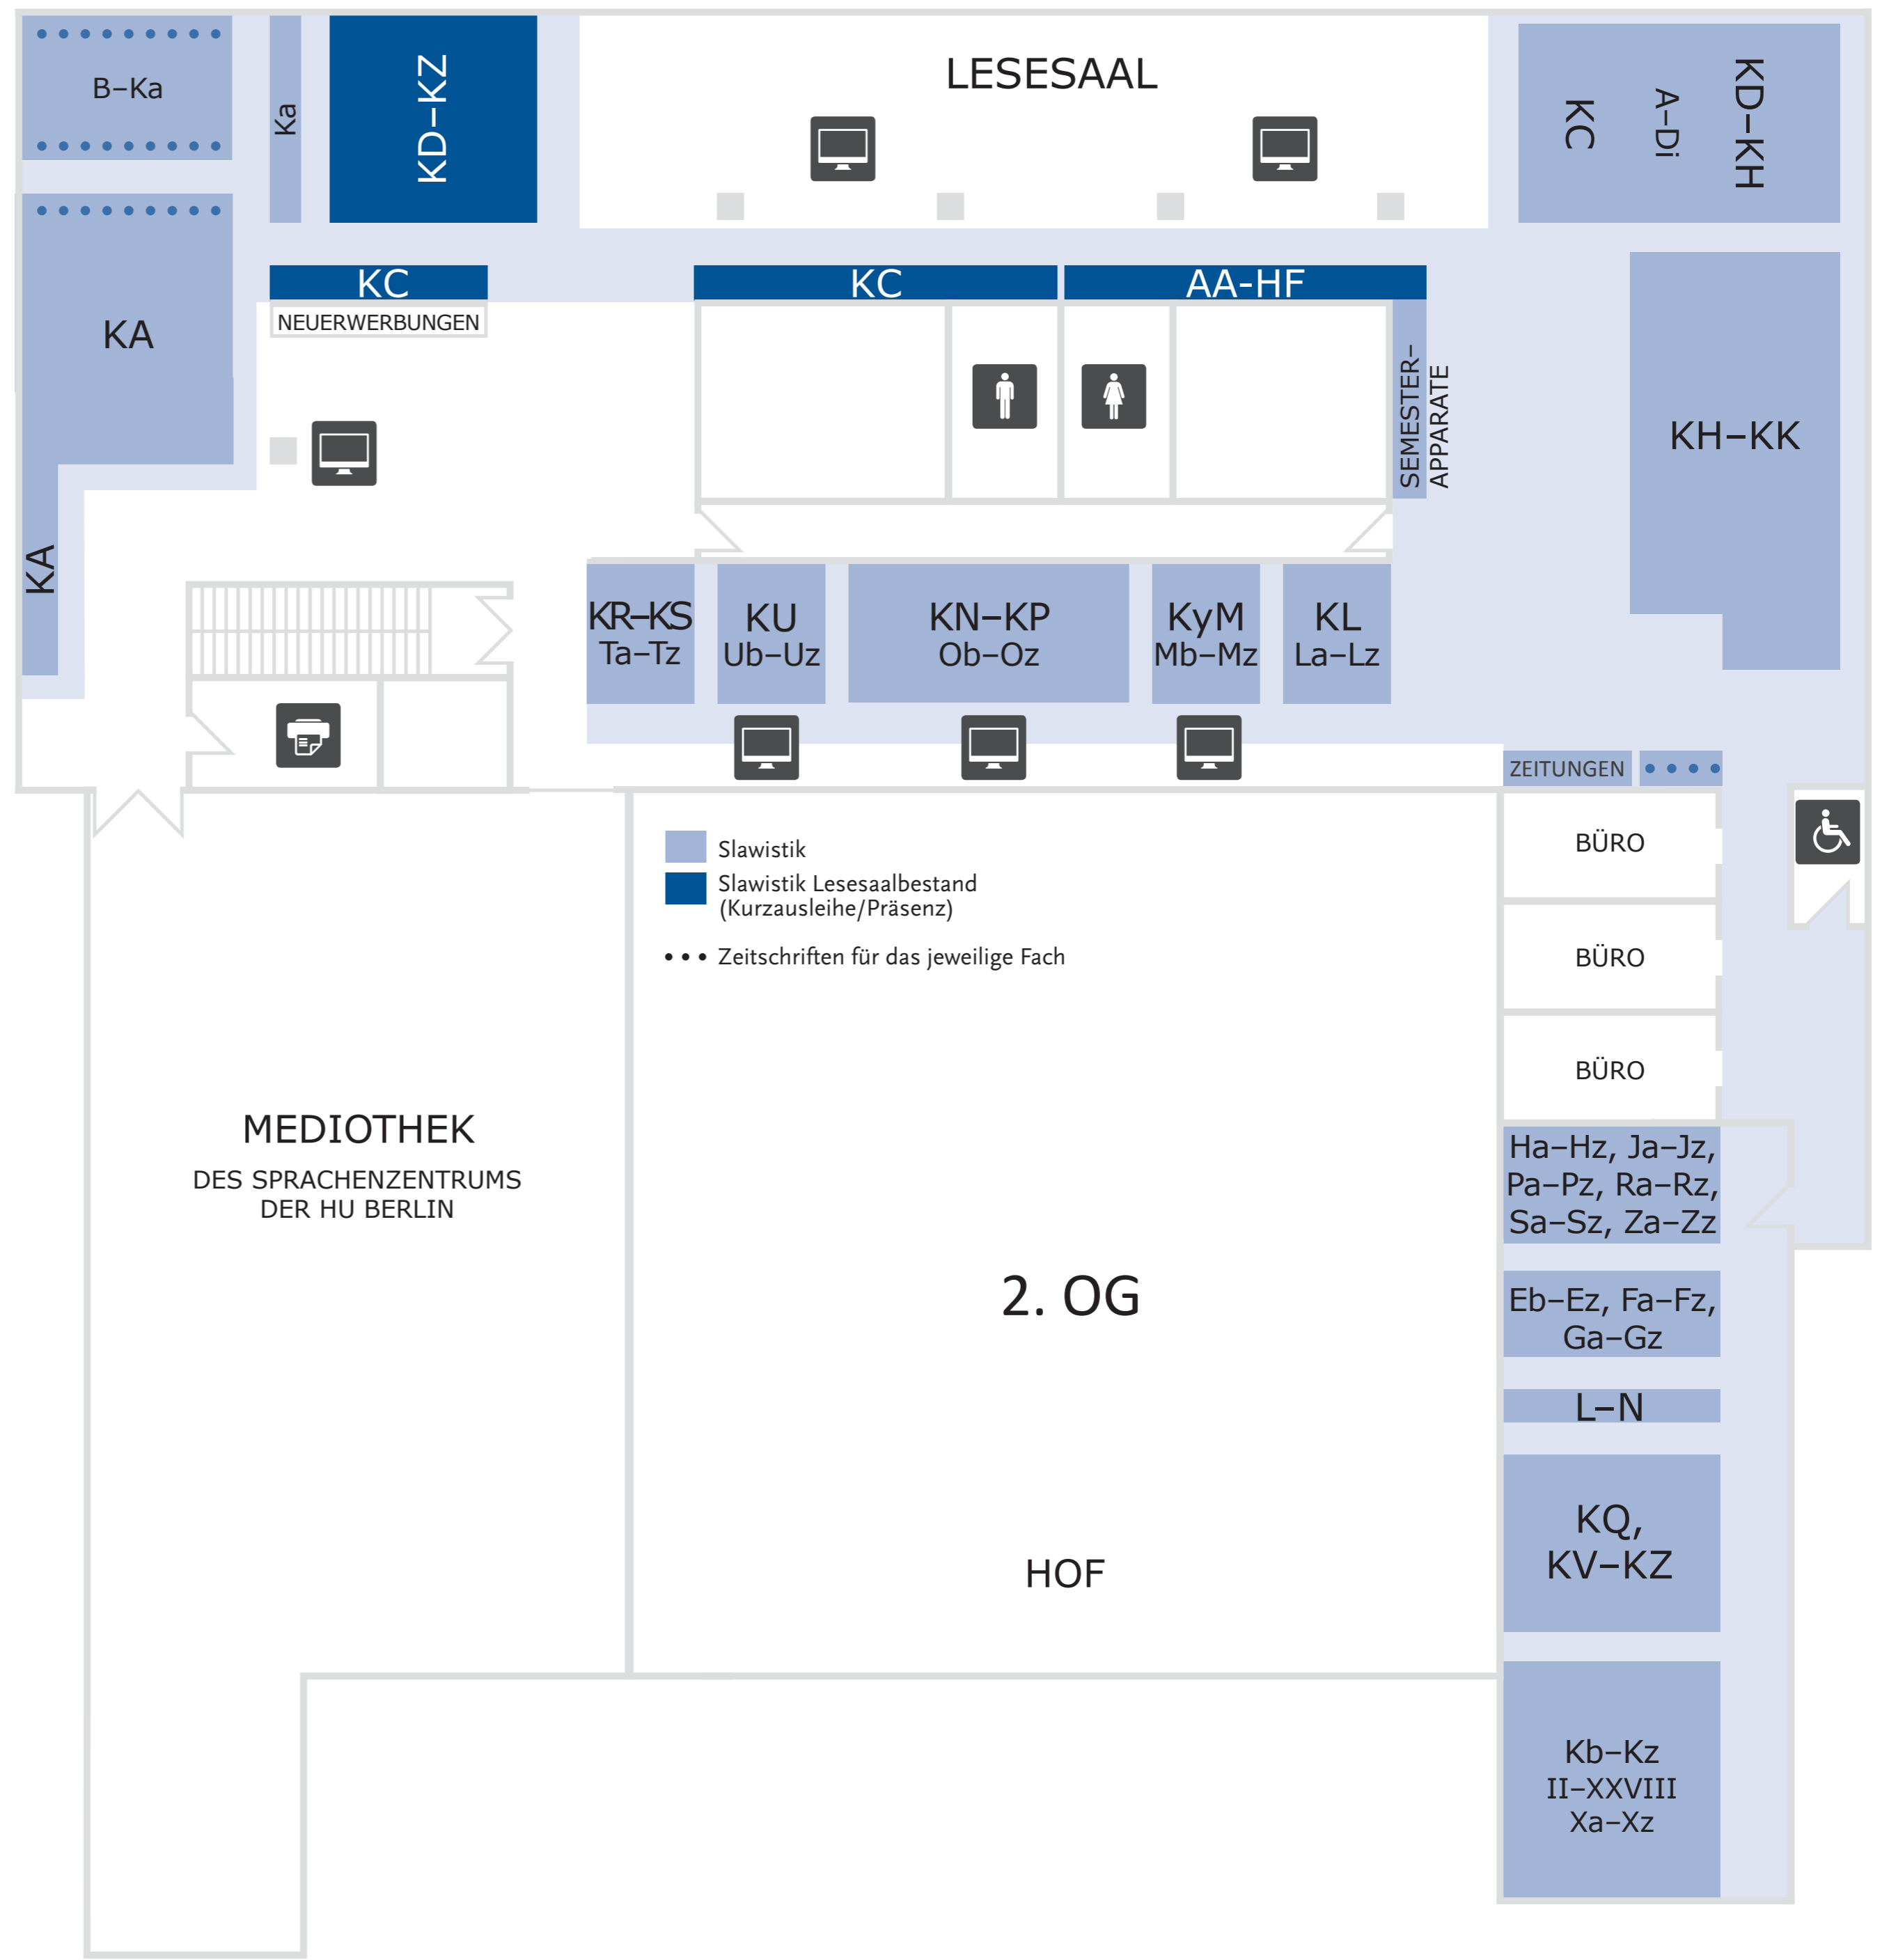 LESESAAL
B–Ka
Ka
KD–KZ
KC
A–Di
KD–KH
KC
NEUERWERBUNGEN
KC
AA-HF
KA
SEMESTER–
APPARATE
KH–KK
KA
KR–KS
Ta–Tz
KU
Ub–Uz
KN–KP
Ob–Oz
KyM
Mb–Mz
KL
La–Lz
ZEITUNGEN
BÜRO
BÜRO
BÜRO
Slawistik
Slawistik Lesesaalbestand
(Kurzausleihe/Präsenz)
Zeitschriften für das jeweilige Fach
MEDIOTHEK
DES SPRACHENZENTRUMS
DER HU BERLIN
2. OG
HOF
Ha–Hz, Ja–Jz,
Pa–Pz, Ra–Rz,
Sa–Sz, Za–Zz
Eb–Ez, Fa–Fz,
Ga–Gz
L–N
KQ,
KV–KZ
Kb–Kz
II–XXVIII
Xa–Xz